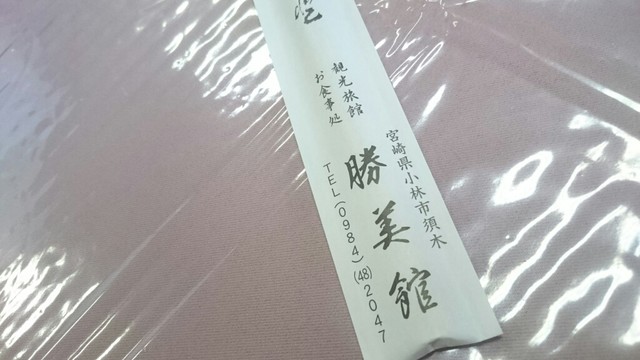 宮崎県小林市須木
観光旅館
お食事処
勝美館
TEL(0984)(48)2047